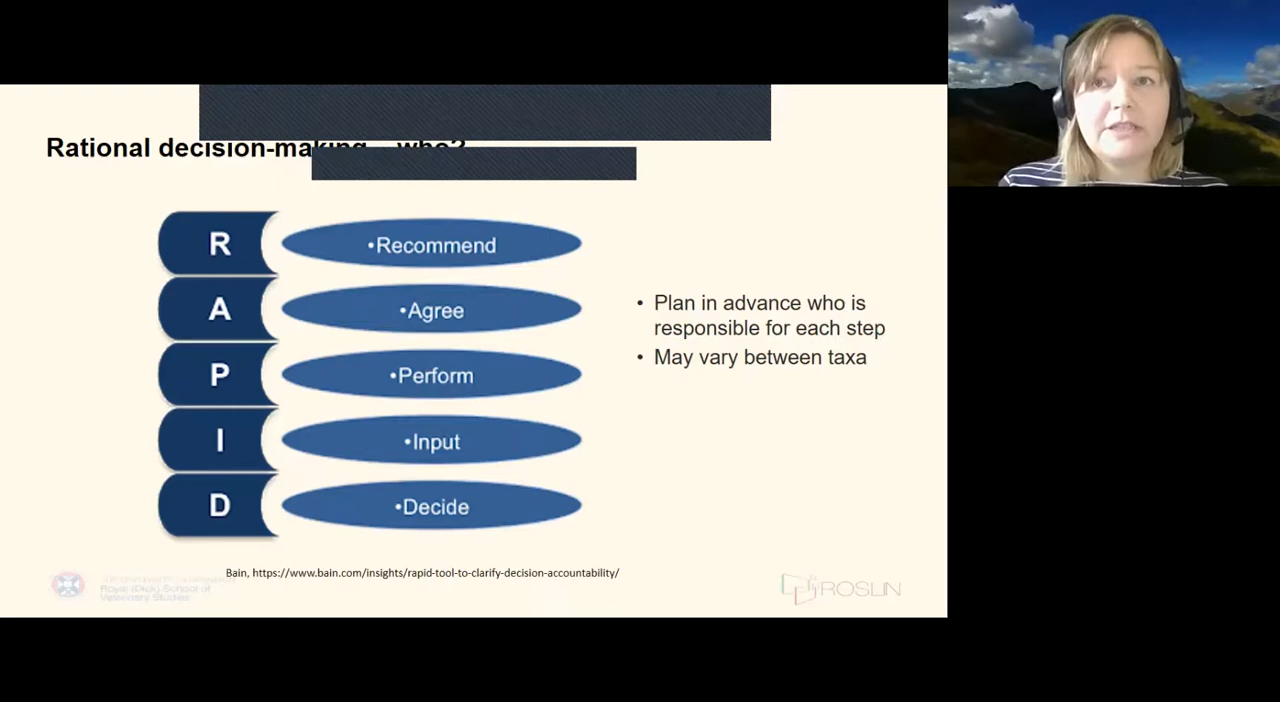 Rational decision-making – who?
R
•Recommend
A
•Agree
P
•Perform
I
•Input
D
•Decide
• Plan in advance who is
responsible for each step
• May vary between taxa
Bain, https://www.bain.com/insights/rapid-tool-to-clarify-decision-accountability/
Royal (Dick) School of
Veterinary Studies
ROSLIN